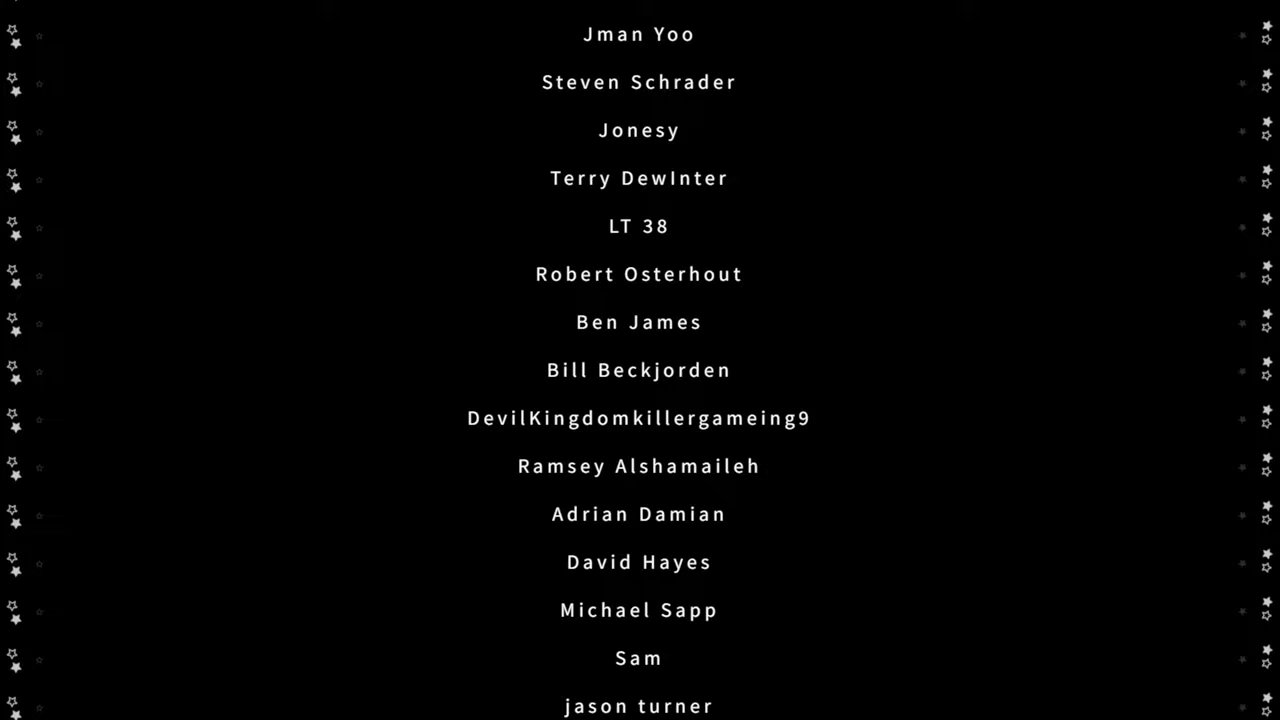 Jman Yoo
Steven Schrader
Jonesy
Terry DewInter
LT 38
Robert Osterhout
Ben James
Bill Beckjorden
DevilKingdomkillergameing9
Ramsey Alshamaileh
Adrian Damian
David Hayes
Michael Sapp
Sam
jason turner